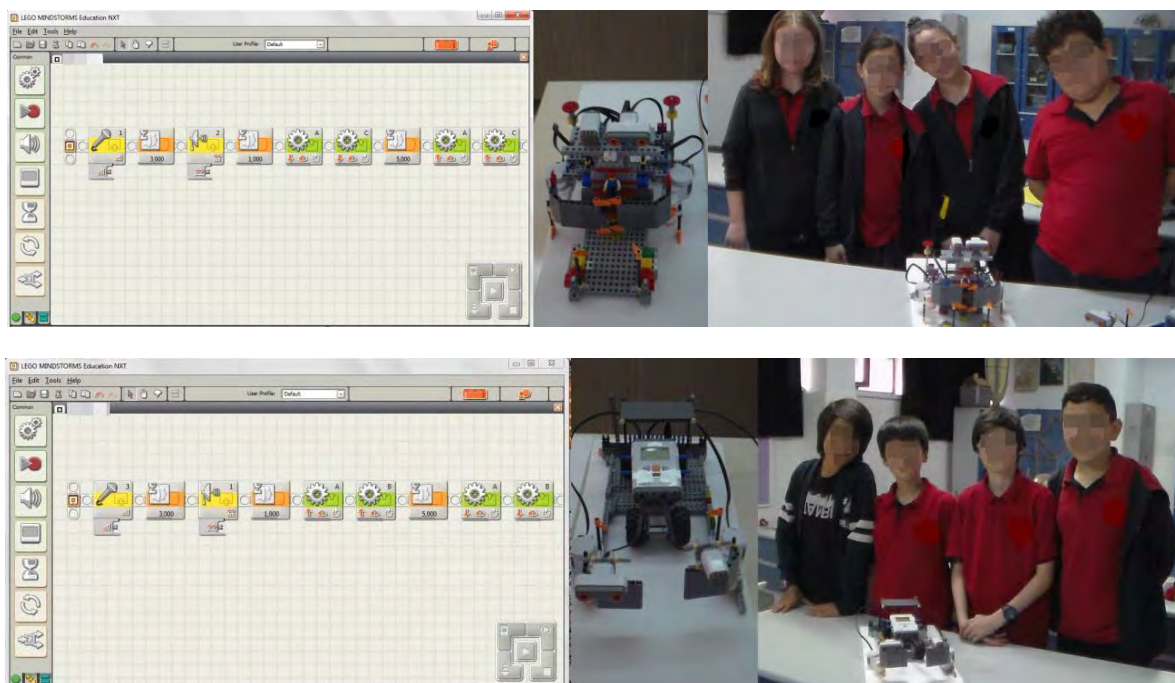 LEGO MINDSTORMS Education NXT
File Edit Tools Help
User Profile: Default
Common
1 2 A C A C
3,000 1,000 5,000
LEGO MINDSTORMS Education NXT
File Edit Tools Help
User Profile: Default
Common
3 1 A B A B
3,000 1,000 5,000